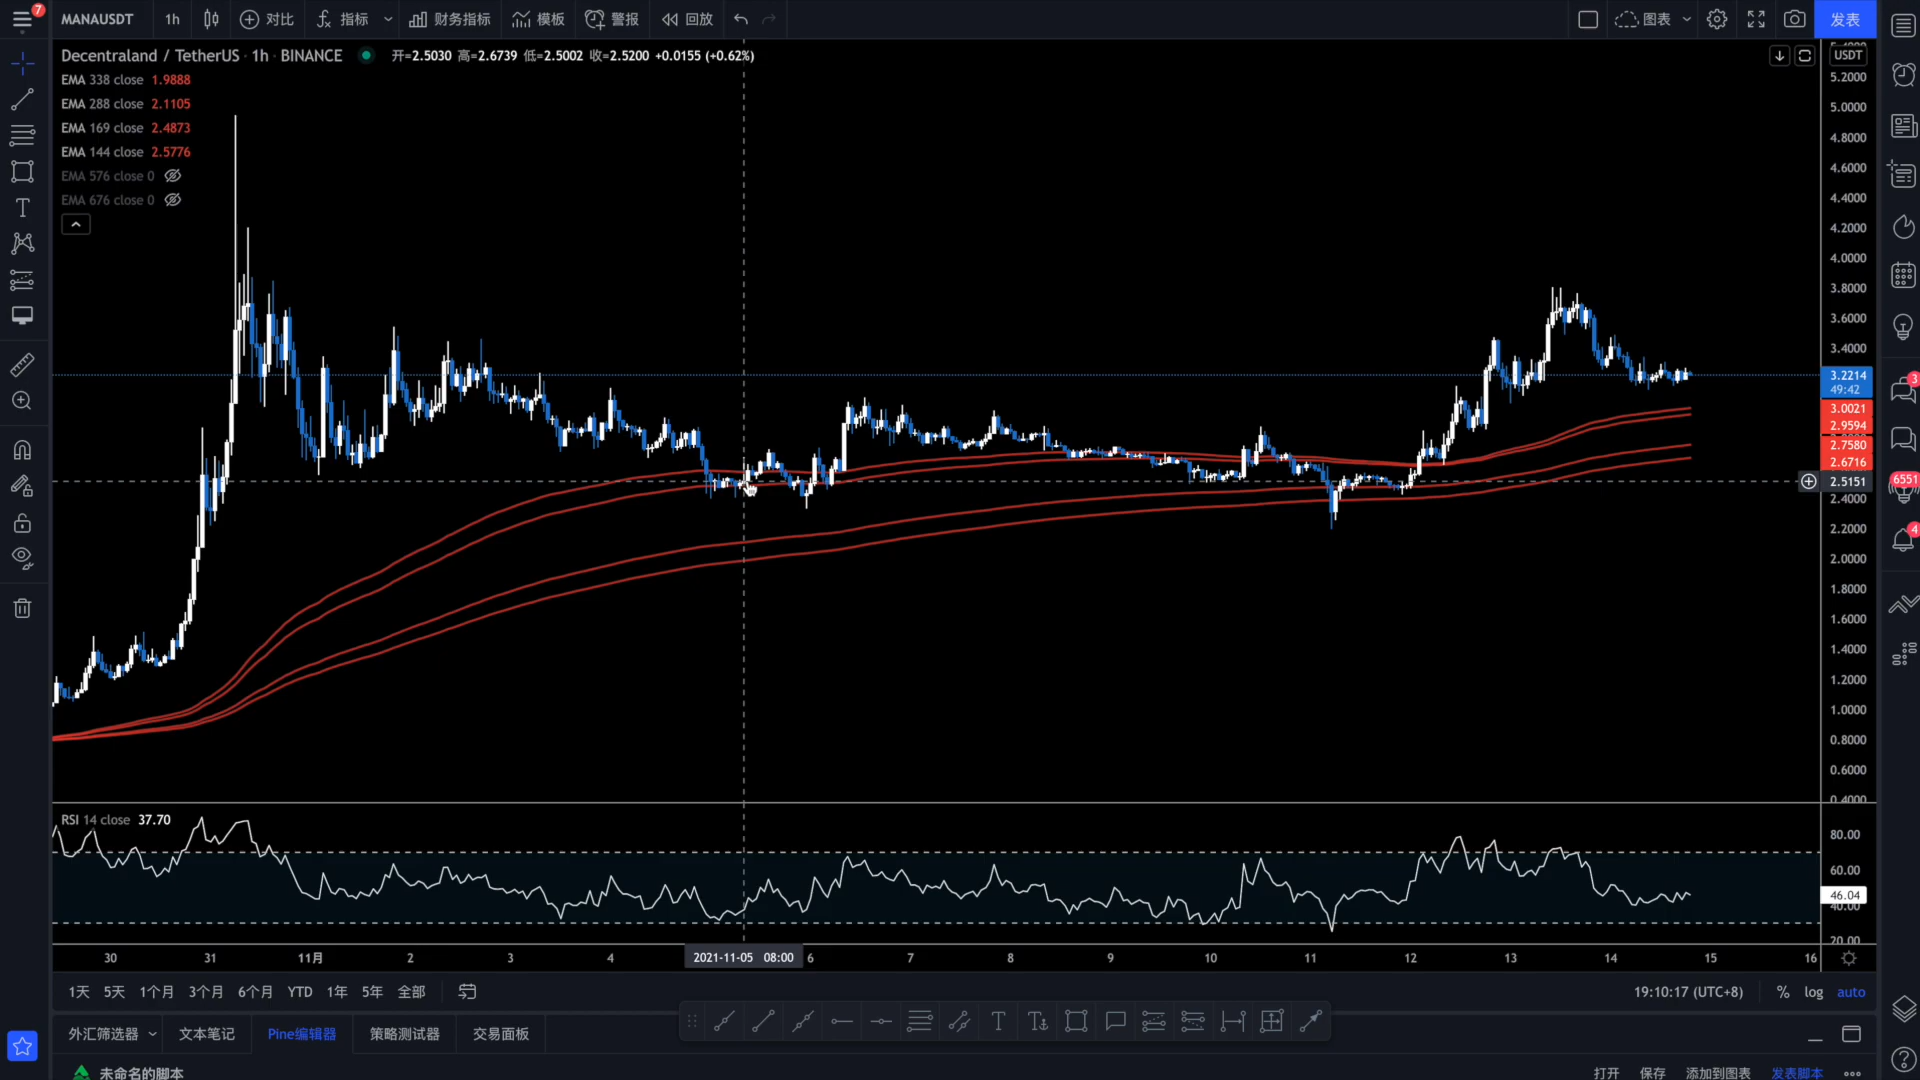 7
MANAUSDT 1h 对比 指标 财务指标 模板 警报 回放 图表 发表
Decentraland / TetherUS · 1h · BINANCE 开=2.5030 高=2.6739 低=2.5002 收=2.5200 +0.0155 (+0.62%)
USDT
EMA 338 close 1.9888
EMA 288 close 2.1105
EMA 169 close 2.4873
EMA 144 close 2.5776
EMA 576 close 0
EMA 676 close 0
5.2000
5.0000
4.8000
4.6000
4.4000
4.2000
4.0000
3.8000
3.6000
3.4000
3.2214
49:42
3.0021
2.9594
2.7580
2.6716
2.5151
2.4000
2.2000
2.0000
1.8000
1.6000
1.4000
1.2000
1.0000
0.8000
0.6000
0.4000
3
6551
4
RSI 14 close 37.70
80.00
60.00
46.04
40.00
20.00
30 31 11月 2 3 4 2021-11-05 08:00 6 7 8 9 10 11 12 13 14 15 16
1天 5天 1个月 3个月 6个月 YTD 1年 5年 全部 19:10:17 (UTC+8) % log auto
外汇筛选器 文本笔记 Pine编辑器 策略测试器 交易面板
未命名的脚本 打开 保存 添加到图表 发表脚本